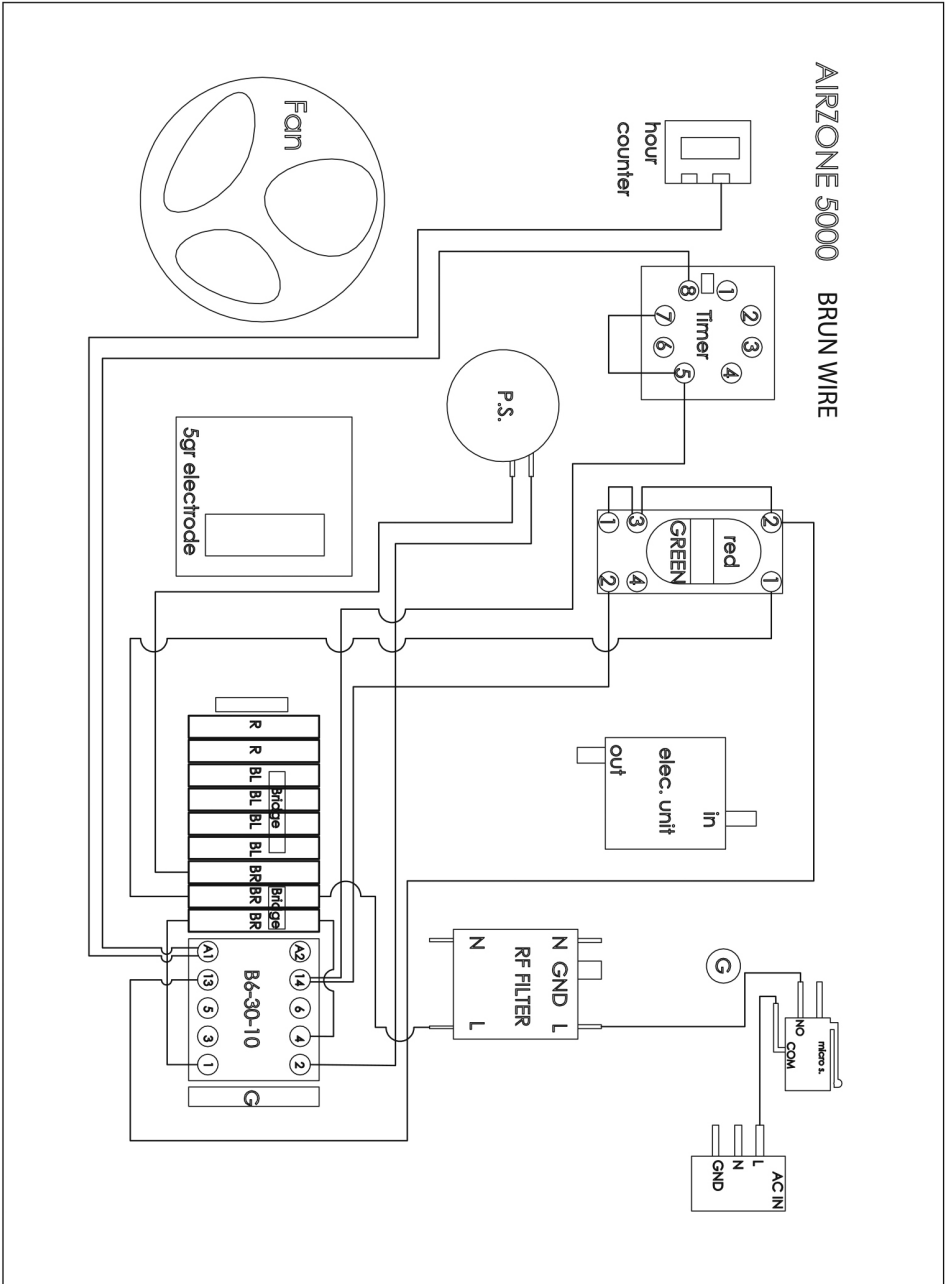 AIRZONE 5000 BRUN WIRE
hour
counter
Fan
1
2
3
4
5
6
7
8
Timer
P.S.
5gr electrode
2
1
red
GREEN
1
3
4
2
in
elec. unit
out
N GND L
RF FILTER
N L
G
NO
COM
micro s.
AC IN
L
N
GND
R
R
BL
BL
BL
BL
BR
BR
BR
Bridge
Bridge
A2
14
6
4
2
B6-30-10
A1
13
5
3
1
G